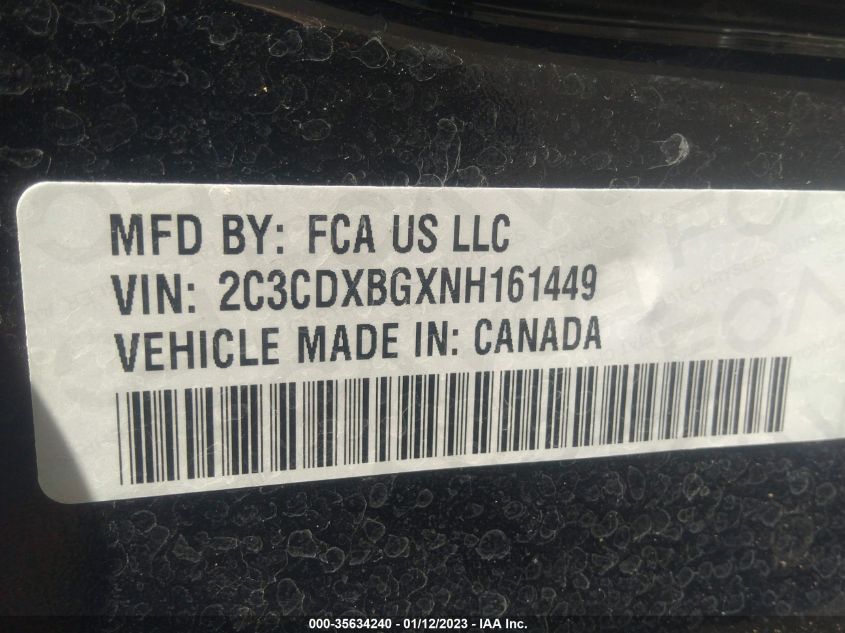 MFD BY: FCA US LLC
VIN: 2C3CDXBGXNH161449
VEHICLE MADE IN: CANADA
000-35634240 - 01/12/2023 - IAA Inc.